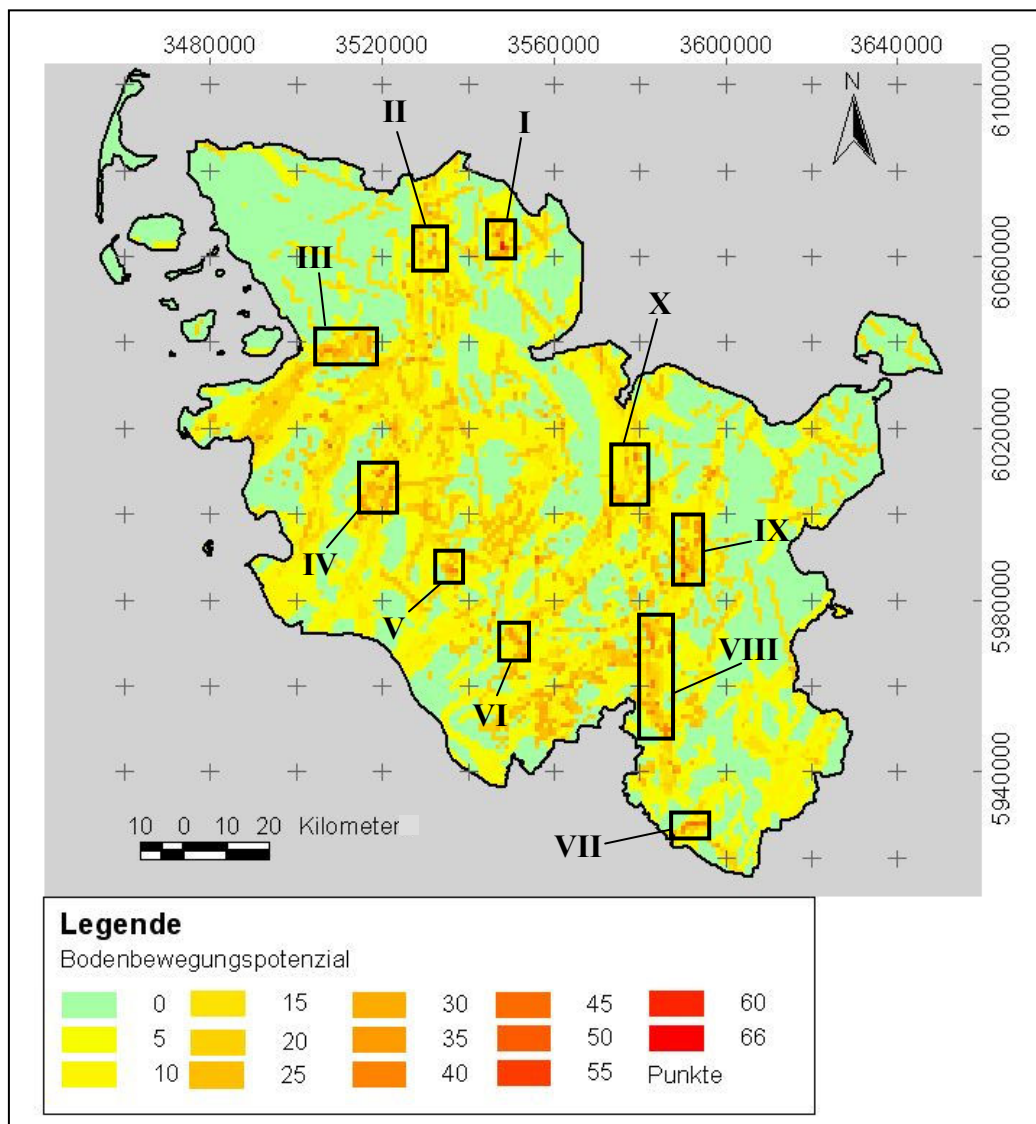 3480000 3520000 3560000 3600000 3640000
6100000
N
II I
6060000
III
X
6020000
IX
IV
5980000
V
VIII
VI
5940000
10 0 10 20 Kilometer
VII
Legende
Bodenbewegungspotenzial
0 15 30 45 60
5 20 35 50 66
10 25 40 55 Punkte